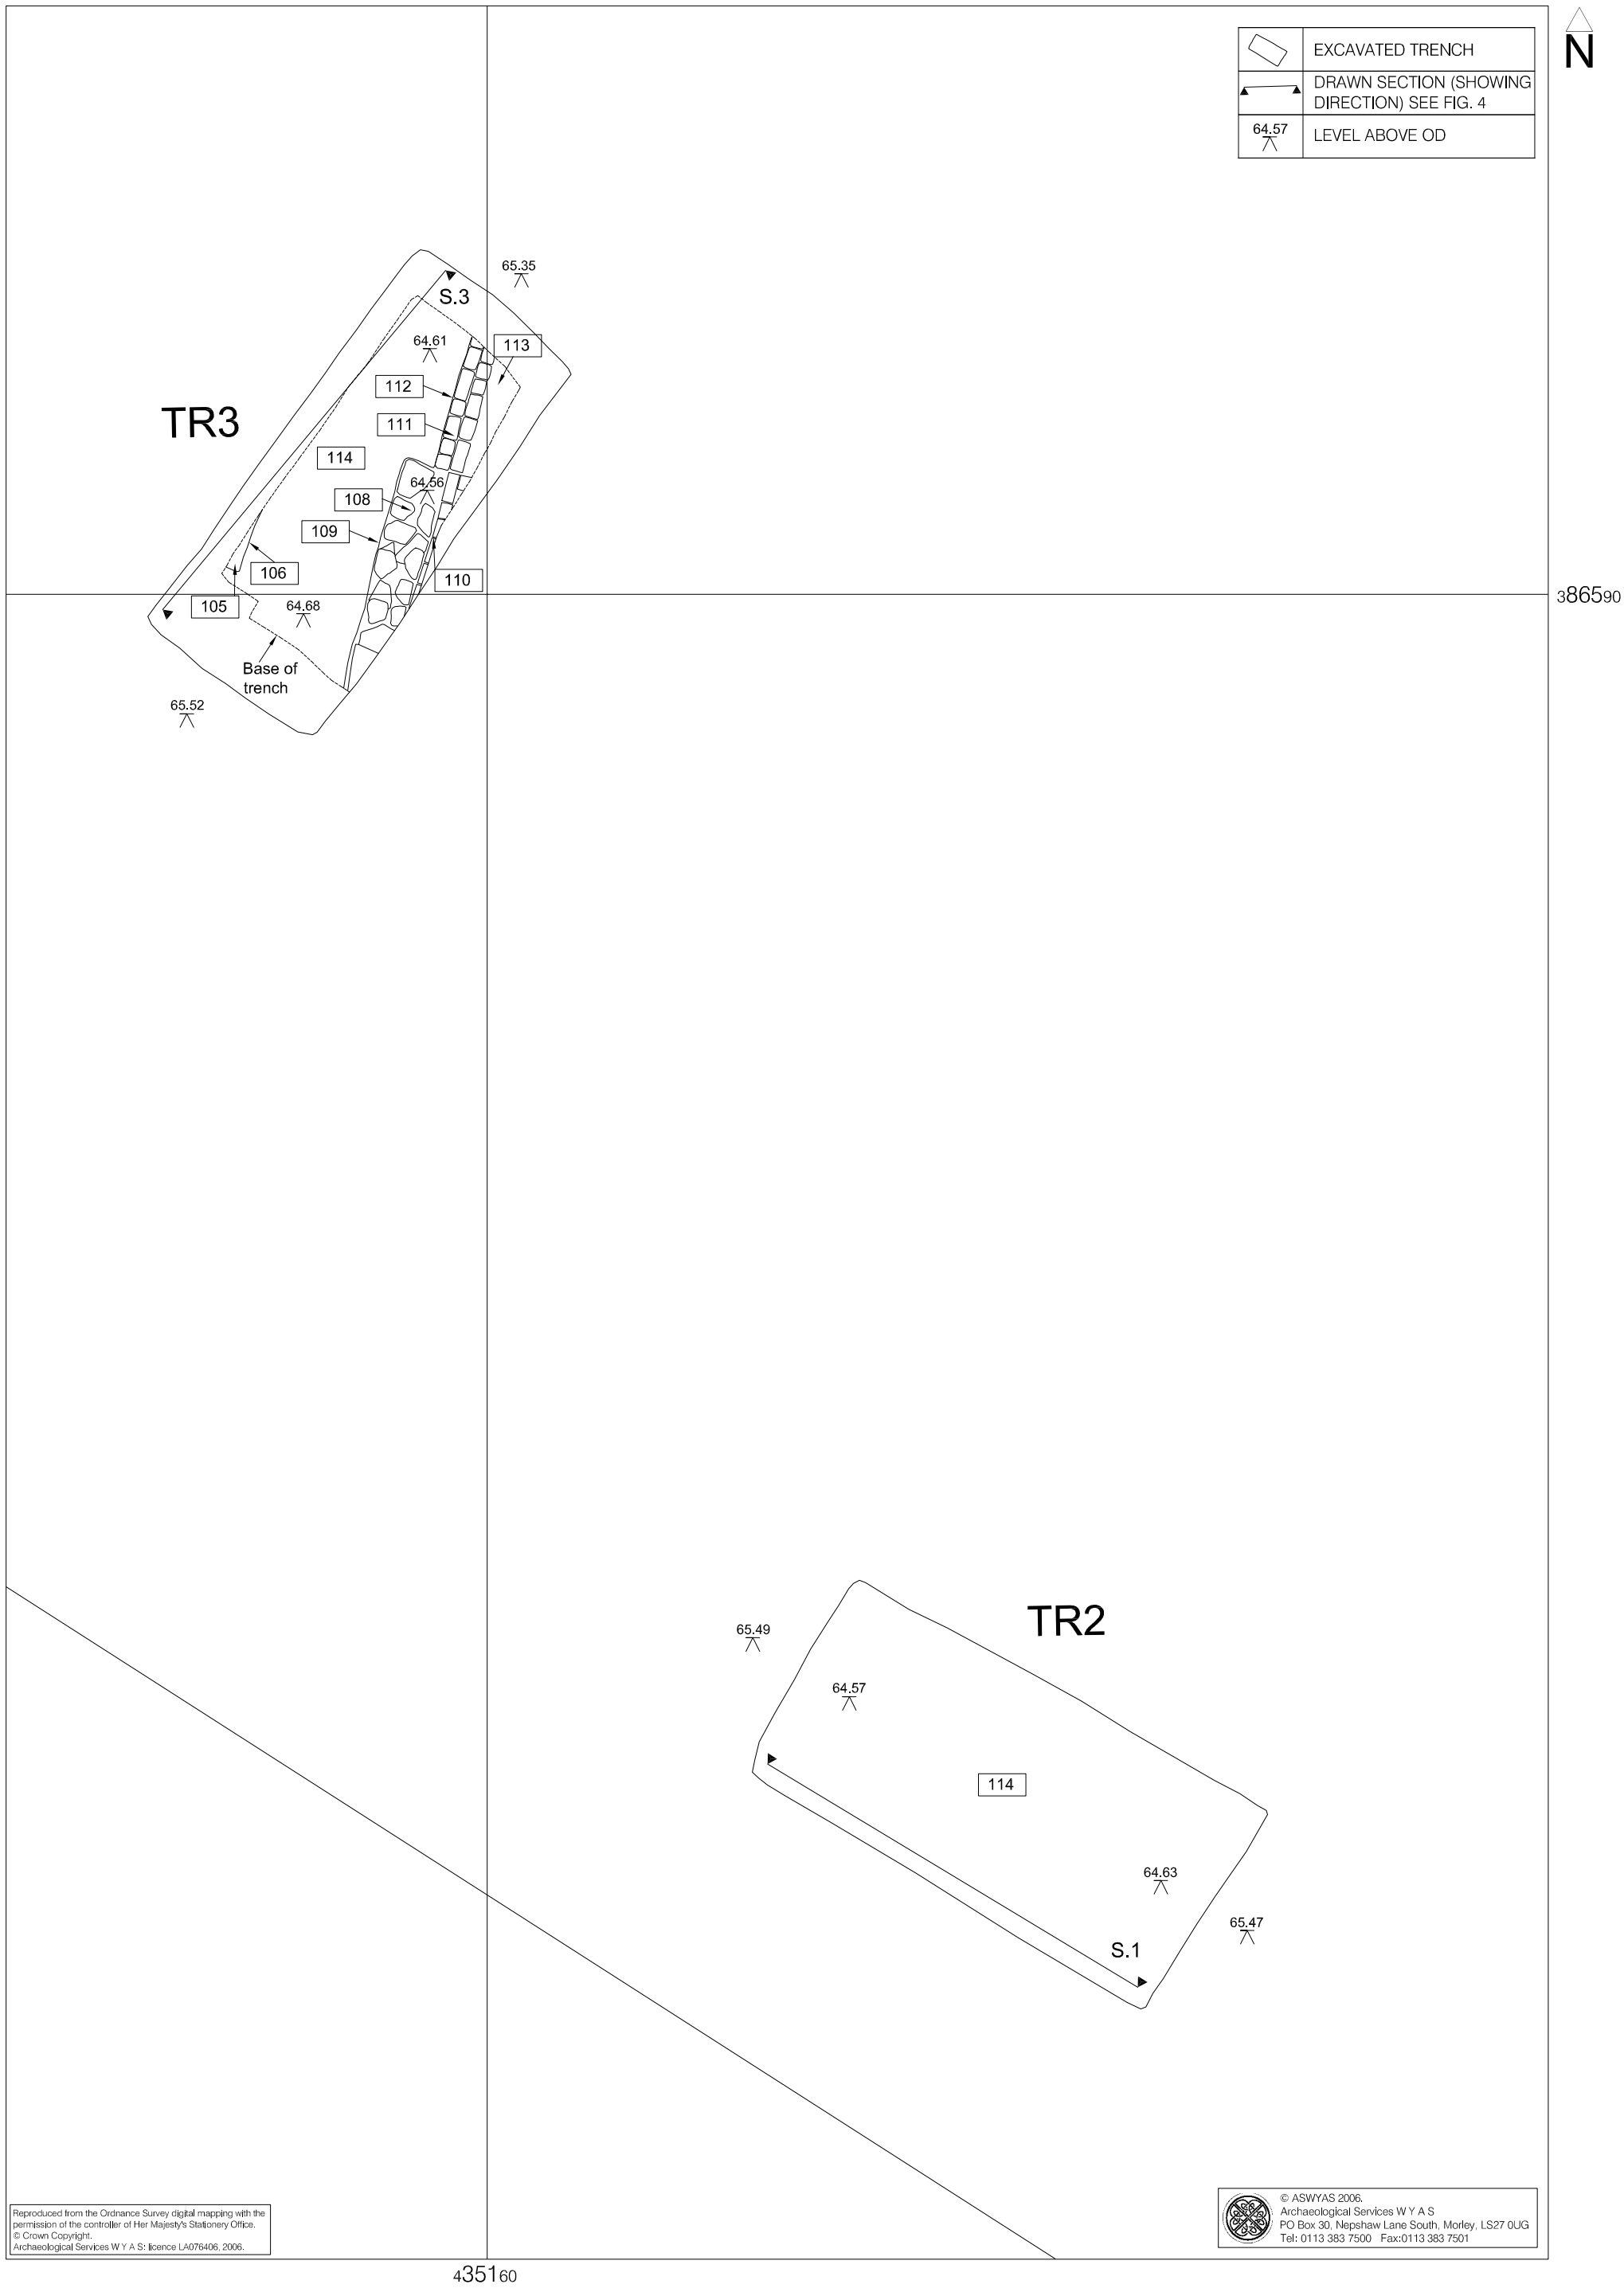 N
EXCAVATED TRENCH
DRAWN SECTION (SHOWING
DIRECTION) SEE FIG. 4
64.57
LEVEL ABOVE OD
65.35
S.3
64.61
113
112
TR3
111
114
64.56
108
109
106
110
105
64.68
386590
Base of
trench
65.52
TR2
65.49
64.57
114
64.63
65.47
S.1
Reproduced from the Ordnance Survey digital mapping with the
permission of the controller of Her Majesty's Stationery Office.
© Crown Copyright.
Archaeological Services W Y A S: licence LA076406, 2006.
© ASWYAS 2006.
Archaeological Services W Y A S
PO Box 30, Nepshaw Lane South, Morley, LS27 0UG
Tel: 0113 383 7500 Fax:0113 383 7501
435160